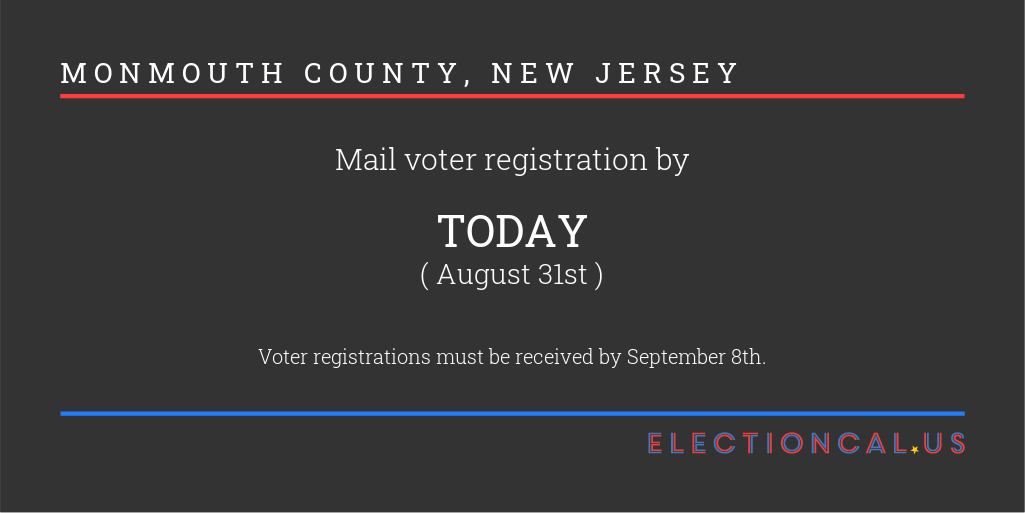 MONMOUTH COUNTY, NEW JERSEY
Mail voter registration by
TODAY
( August 31st )
Voter registrations must be received by September 8th.
ELECTIONCAL.US